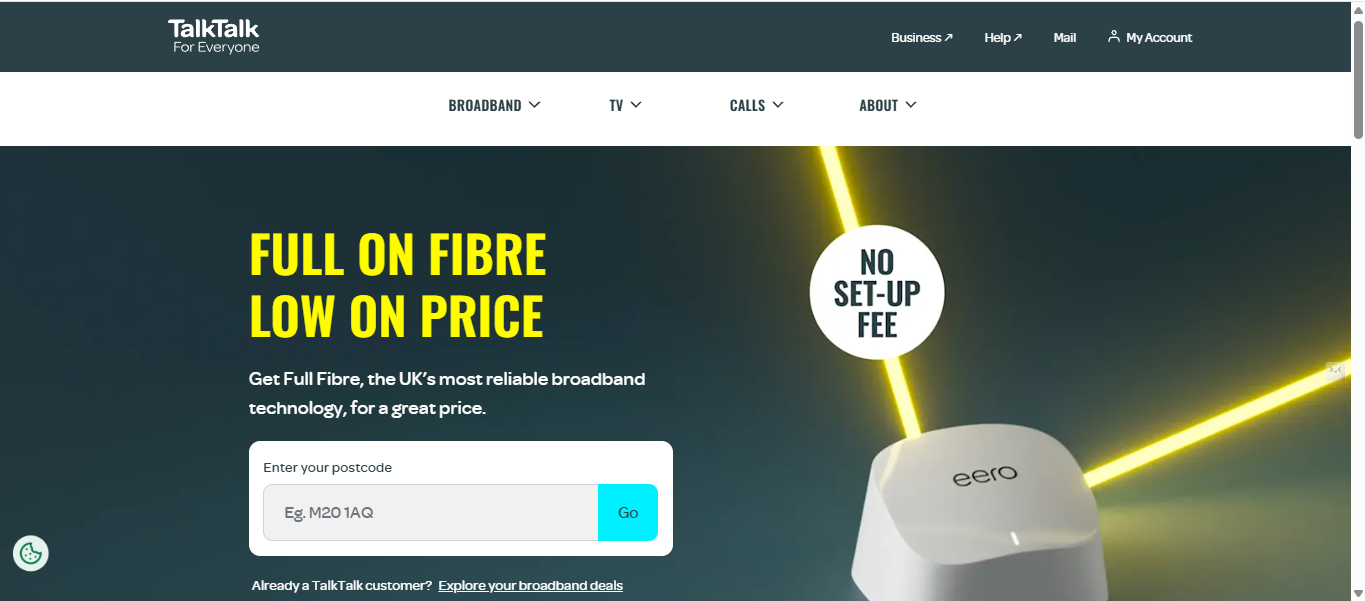 TalkTalk
For Everyone
Business ↗
Help ↗
Mail
My Account
BROADBAND
TV
CALLS
ABOUT
FULL ON FIBRE
LOW ON PRICE
NO
SET-UP
FEE
Get Full Fibre, the UK's most reliable broadband
technology, for a great price.
eero
Enter your postcode
Eg. M20 1AQ
Go
Already a TalkTalk customer? Explore your broadband deals